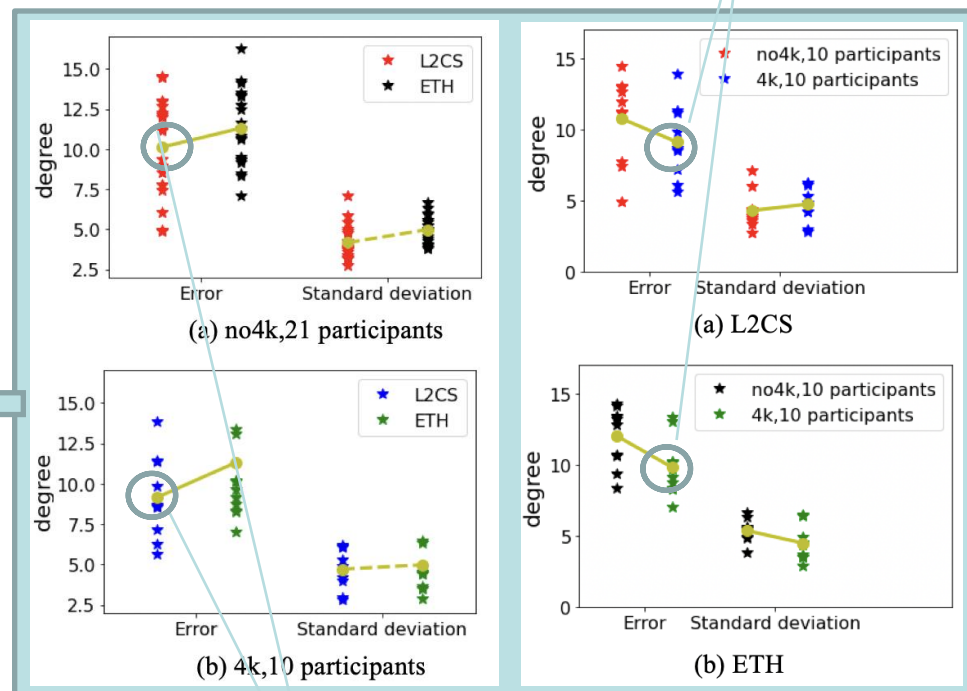 15.0
12.5
10.0
7.5
5.0
2.5
degree
L2CS
ETH
Error
Standard deviation
(a) no4k,21 participants
15.0
12.5
10.0
7.5
5.0
2.5
degree
L2CS
ETH
Error
Standard deviation
(b) 4k,10 participants
15
10
5
0
degree
no4k,10 participants
4k,10 participants
Error
Standard deviation
(a) L2CS
15
10
5
0
degree
no4k,10 participants
4k,10 participants
Error
Standard deviation
(b) ETH